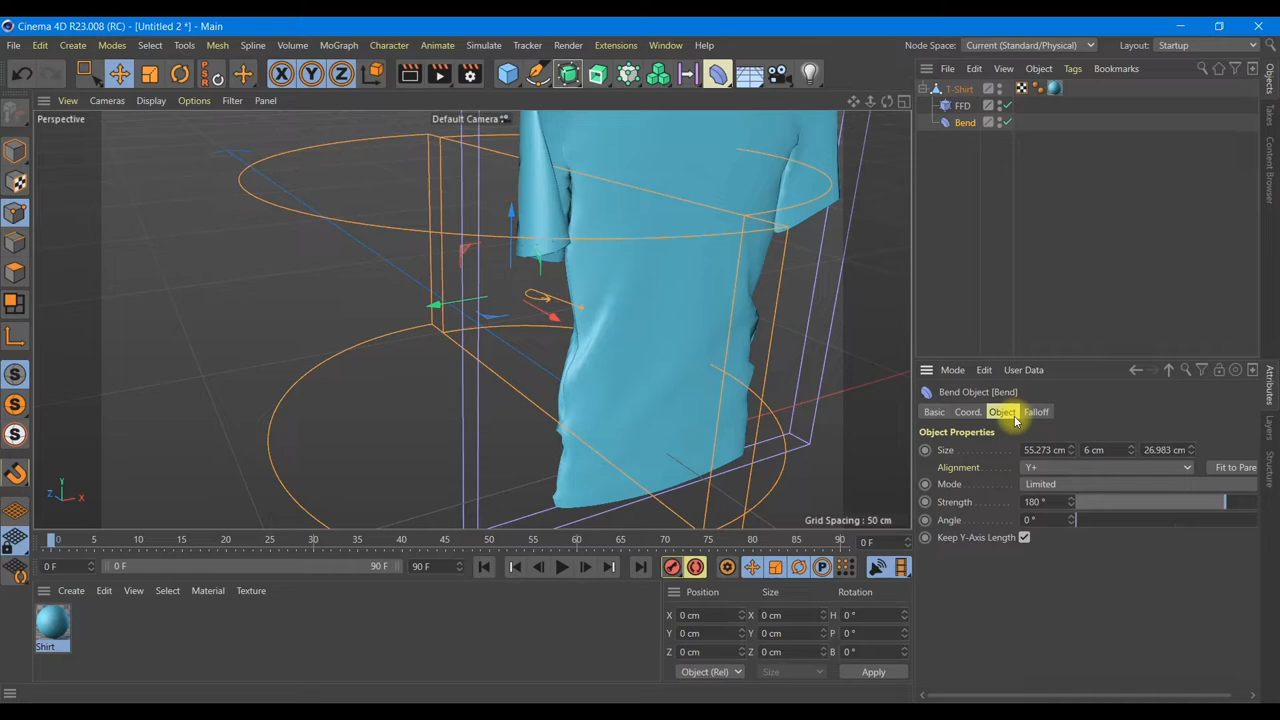 Cinema 4D R23.008 (RC) - [Untitled 2 *] - Main
File Edit Create Modes Select Tools Mesh Spline Volume MoGraph Character Animate Simulate Tracker Render Extensions Window Help
Node Space: Current (Standard/Physical) Layout: Startup
File Edit View Object Tags Bookmarks
View Cameras Display Options Filter Panel
Perspective
Default Camera
T-Shirt
FFD
Bend
Objects
Takes
Content Browser
Mode Edit User Data
Bend Object [Bend]
Basic Coord. Object Falloff
Object Properties
Size 55.273 cm 6 cm 26.983 cm
Alignment Y+ Fit to Pare
Mode Limited
Strength 180 °
Angle 0 °
Keep Y-Axis Length
Attributes
Layers
Structure
Y
Z
X
Grid Spacing : 50 cm
0 5 10 15 20 25 30 35 40 45 50 55 60 65 70 75 80 85 90 0 F
0 F 0 F 90 F 90 F
Create Edit View Select Material Texture
Shirt
Position Size Rotation
X 0 cm X 0 cm H 0 °
Y 0 cm Y 0 cm P 0 °
Z 0 cm Z 0 cm B 0 °
Object (Rel) Size Apply